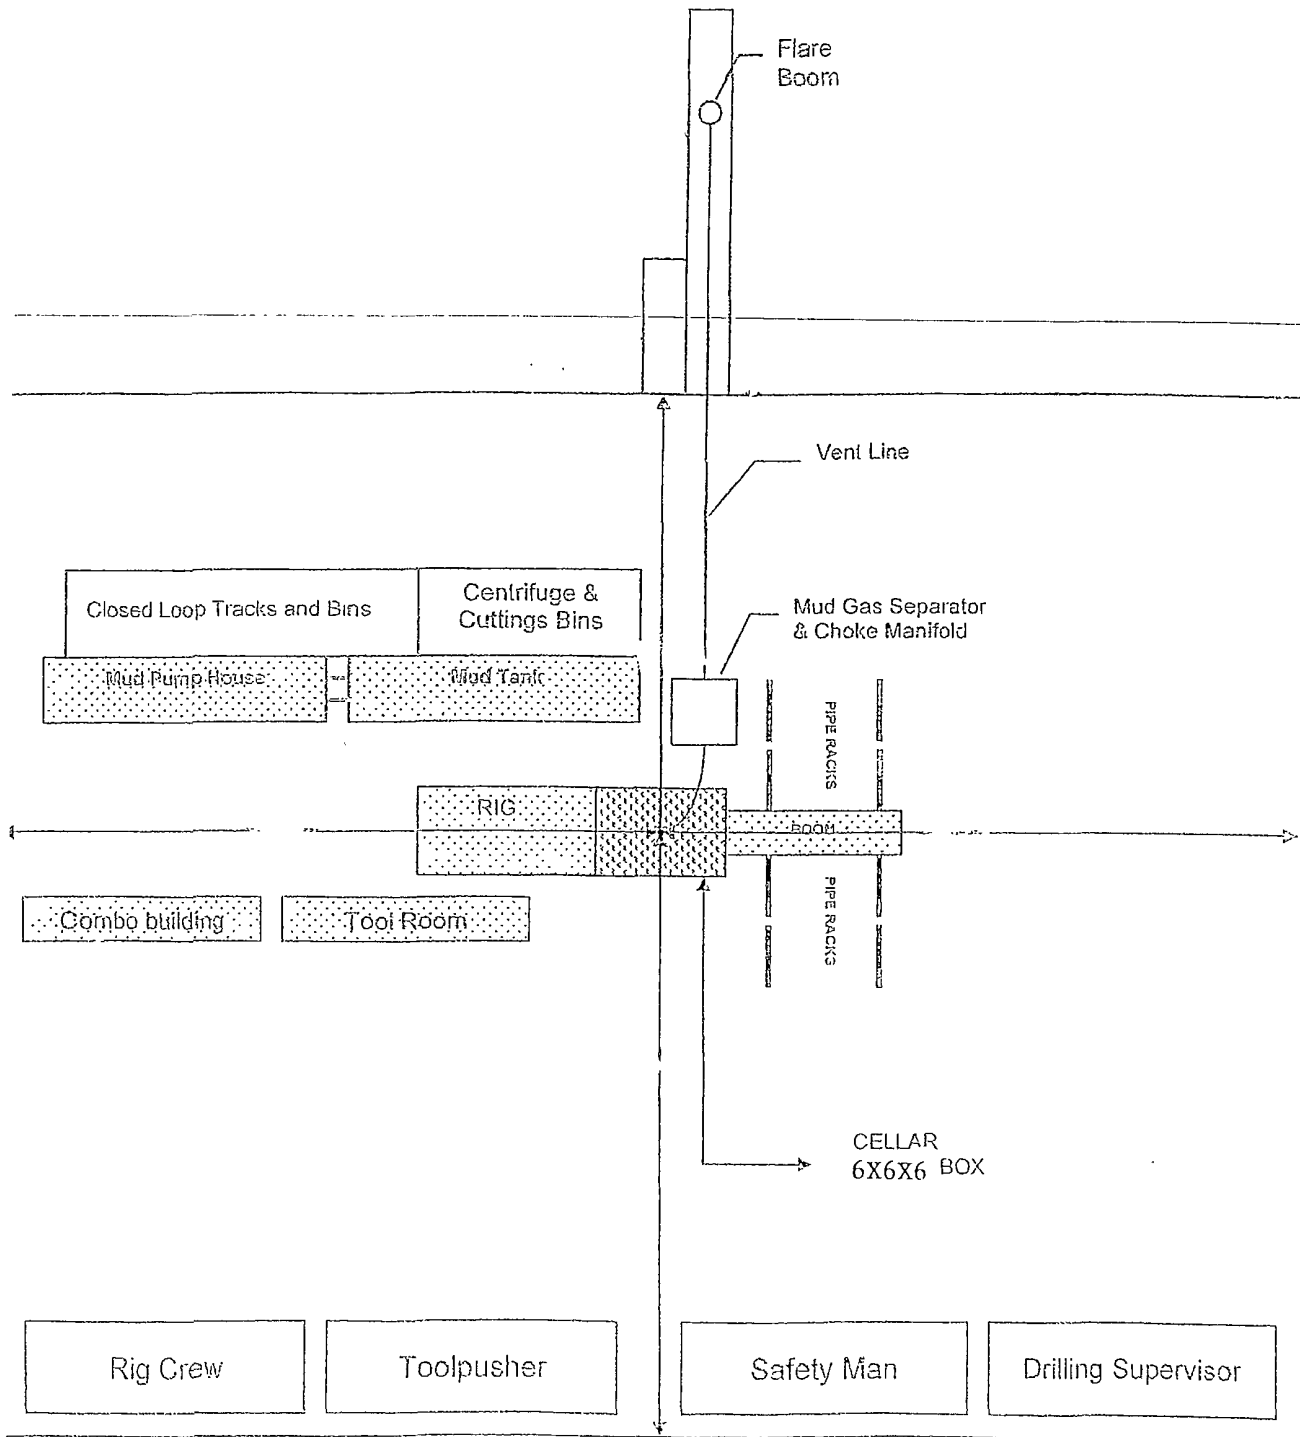 Flare
Boom
Vent Line
Closed Loop Tracks and Bins
Centrifuge &
Cuttings Bins
Mud Gas Separator
& Choke Manifold
Mud Pump House
Mud Tank
PIPE RACKS
RIG
BOOM
Combo building
Tool Room
PIPE RACKS
CELLAR
6X6X6 BOX
Rig Crew
Toolpusher
Safety Man
Drilling Supervisor